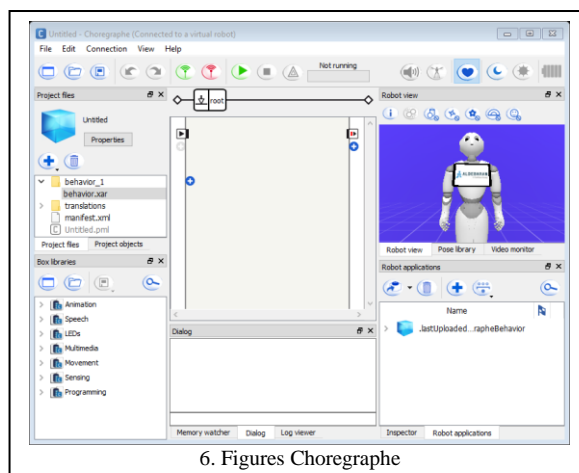 Untitled - Choregraphe (Connected to a virtual robot)
File Edit Connection View Help
Not running
Project files
root
Robot view
Untitled
Properties
ALDEBARAN
behavior_1
behavior.xar
translations
manifest.xml
Untitled.pml
Project files Project objects
Robot view Pose library Video monitor
Box libraries
Robot applications
Animation
Speech
LEDs
Multimedia
Movement
Sensing
Programming
Name
.lastUploaded...rapheBehavior
Dialog
Memory watcher Dialog Log viewer
Inspector Robot applications
6. Figures Choregraphe